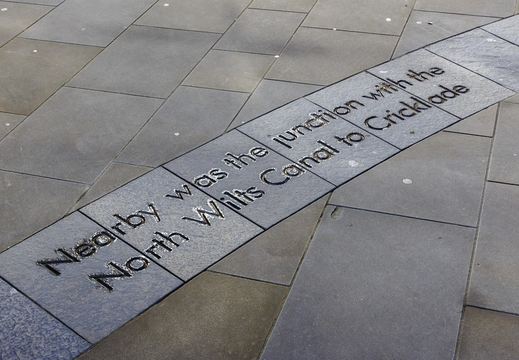 Nearby was the junction with the
North Wilts Canal to Cricklade